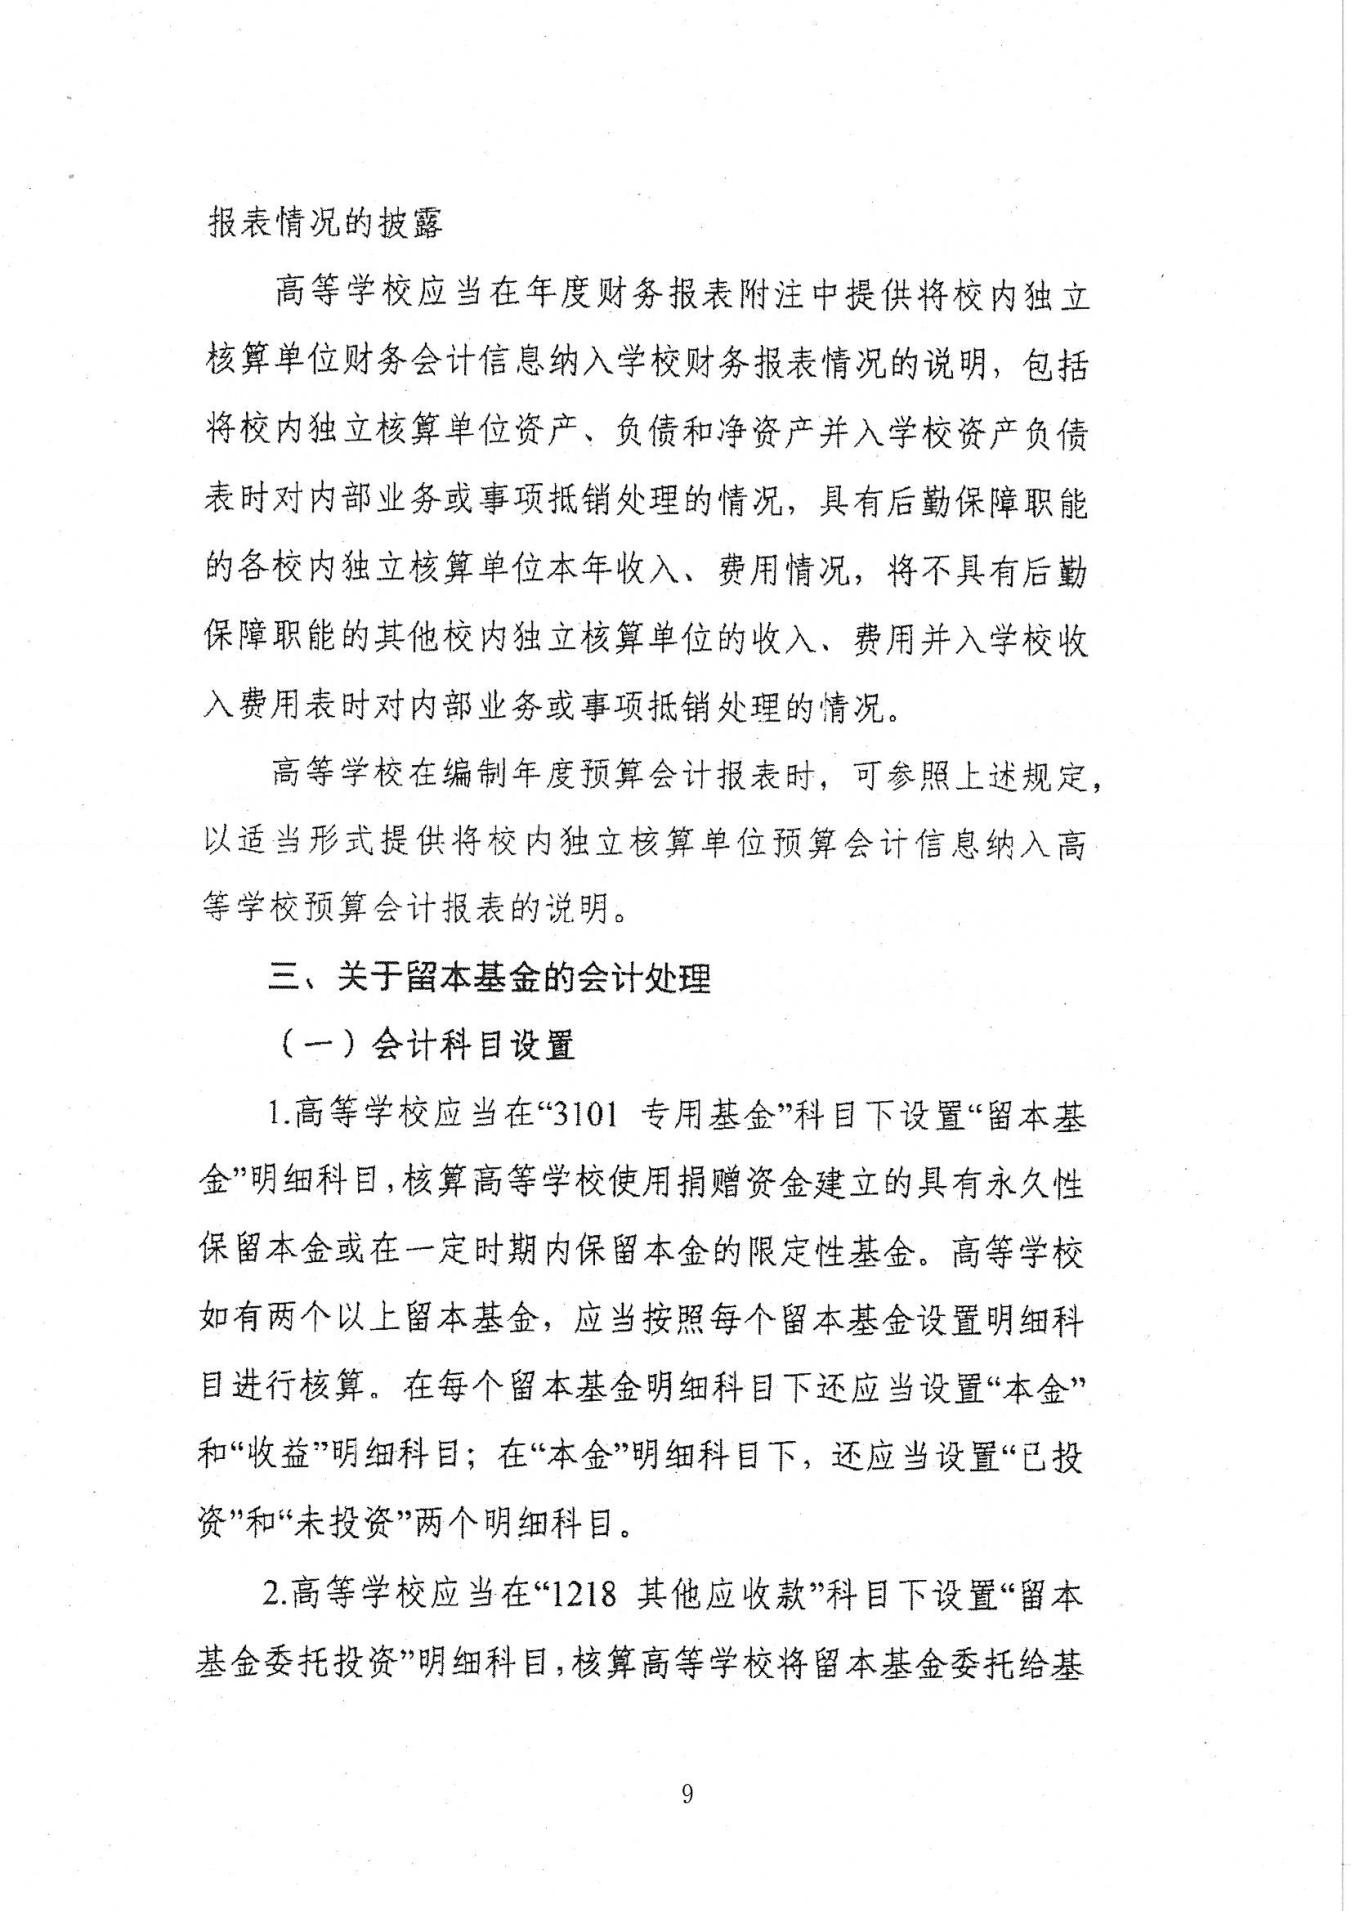 报表情况的披露
高等学校应当在年度财务报表附注中提供将校内独立
核算单位财务会计信息纳入学校财务报表情况的说明，包括
将校内独立核算单位资产、负债和净资产并入学校资产负债
表时对内部业务或事项抵销处理的情况，具有后勤保障职能
的各校内独立核算单位本年收入、费用情况，将不具有后勤
保障职能的其他校内独立核算单位的收入、费用并入学校收
入费用表时对内部业务或事项抵销处理的情况。
高等学校在编制年度预算会计报表时，可参照上述规定，
以适当形式提供将校内独立核算单位预算会计信息纳入高
等学校预算会计报表的说明。
三、关于留本基金的会计处理
（一）会计科目设置
1.高等学校应当在“3101 专用基金”科目下设置“留本基
金”明细科目，核算高等学校使用捐赠资金建立的具有永久性
保留本金或在一定时期内保留本金的限定性基金。高等学校
如有两个以上留本基金，应当按照每个留本基金设置明细科
目进行核算。在每个留本基金明细科目下还应当设置“本金”
和“收益”明细科目；在“本金”明细科目下，还应当设置“已投
资”和“未投资”两个明细科目。
2.高等学校应当在“1218 其他应收款”科目下设置“留本
基金委托投资”明细科目，核算高等学校将留本基金委托给基
9